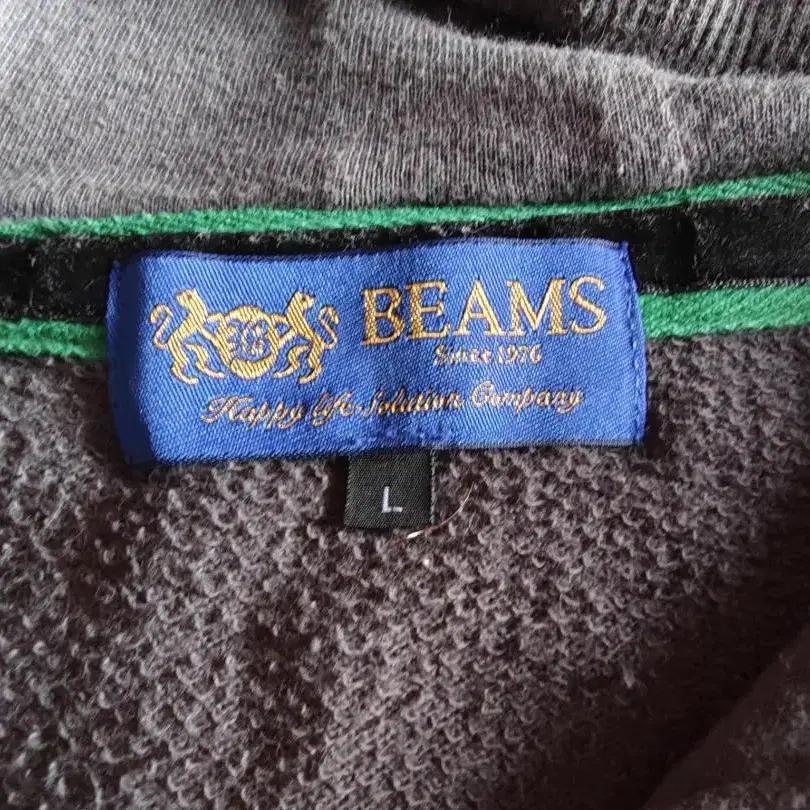 BEAMS
Since 1976
Happy life Solution Company
L